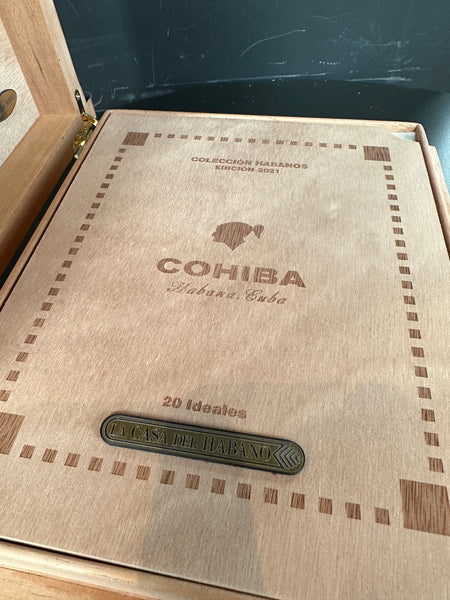 COLECCIÓN HABANOS
EDICIÓN 2021
COHIBA
Habana, Cuba
20 Ideales
LA CASA DEL HABANO